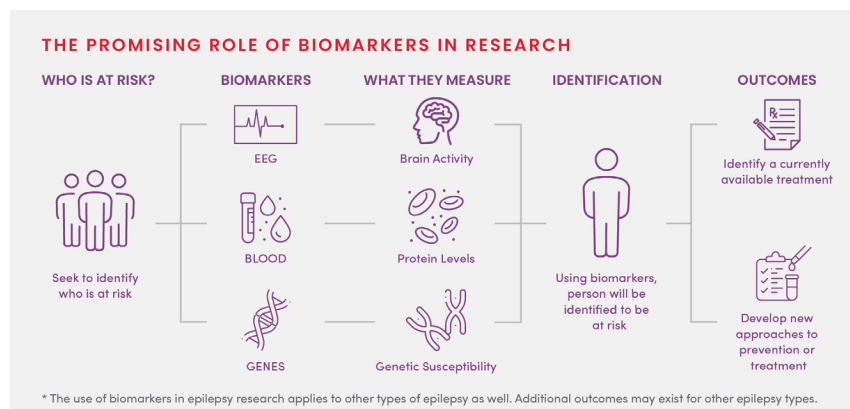 THE PROMISING ROLE OF BIOMARKERS IN RESEARCH
WHO IS AT RISK?
BIOMARKERS
WHAT THEY MEASURE
IDENTIFICATION
OUTCOMES
Seek to identify
who is at risk
EEG
BLOOD
GENES
Brain Activity
Protein Levels
Genetic Susceptibility
Using biomarkers,
person will be
identified to be
at risk
Rx
Identify a currently
available treatment
Develop new
approaches to
prevention or
treatment
* The use of biomarkers in epilepsy research applies to other types of epilepsy as well. Additional outcomes may exist for other epilepsy types.